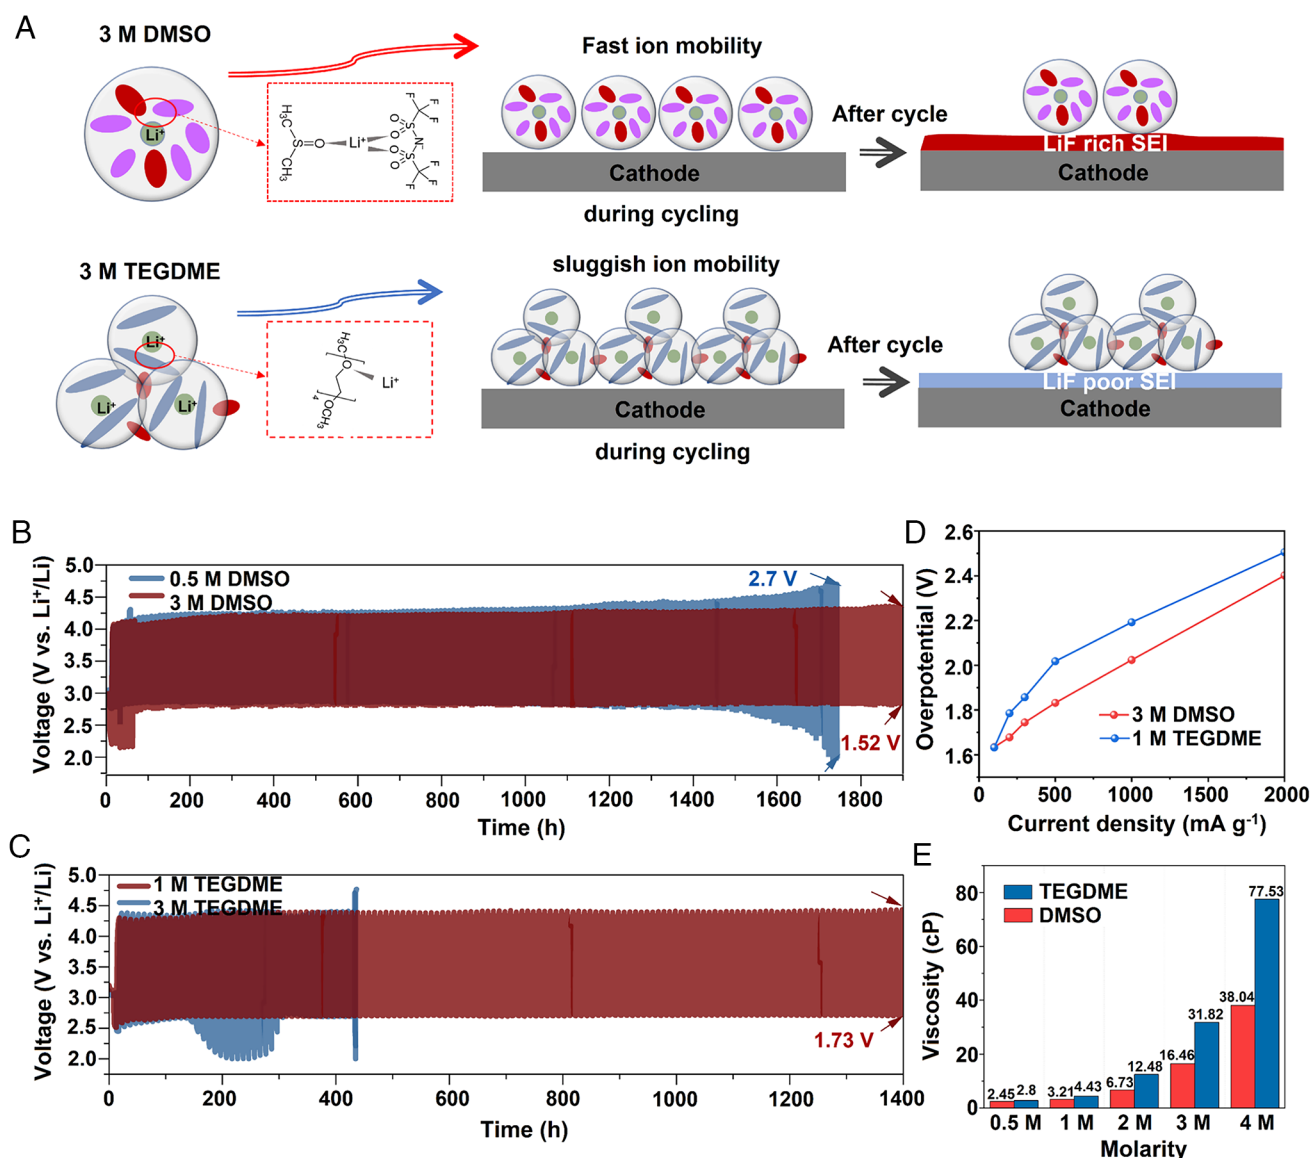 A
3 M DMSO
Fast ion mobility
Li⁺
H₃C
CH₃
S
O
Li⁺
O
O
S
N⁻
O
O
S
F
F
F
F
F
F
After cycle
LiF rich SEI
Cathode
Cathode
during cycling
3 M TEGDME
sluggish ion mobility
Li⁺
Li⁺
Li⁺
H₃C
O
O
Li⁺
4
OCH₃
After cycle
LiF poor SEI
Cathode
Cathode
during cycling
B
Voltage (V vs. Li⁺/Li)
5.0
4.5
4.0
3.5
3.0
2.5
2.0
0.5 M DMSO
3 M DMSO
2.7 V
1.52 V
0
200
400
600
800
1000
1200
1400
1600
1800
Time (h)
C
Voltage (V vs. Li⁺/Li)
5.0
4.5
4.0
3.5
3.0
2.5
2.0
1 M TEGDME
3 M TEGDME
1.73 V
0
200
400
600
800
1000
1200
1400
Time (h)
D
Overpotential (V)
2.6
2.4
2.2
2.0
1.8
1.6
3 M DMSO
1 M TEGDME
0
500
1000
1500
2000
Current density (mA g⁻¹)
E
Viscosity (cP)
80
60
40
20
0
TEGDME
DMSO
2.45
2.8
3.21
4.43
6.73
12.48
16.46
31.82
38.04
77.53
0.5 M
1 M
2 M
3 M
4 M
Molarity